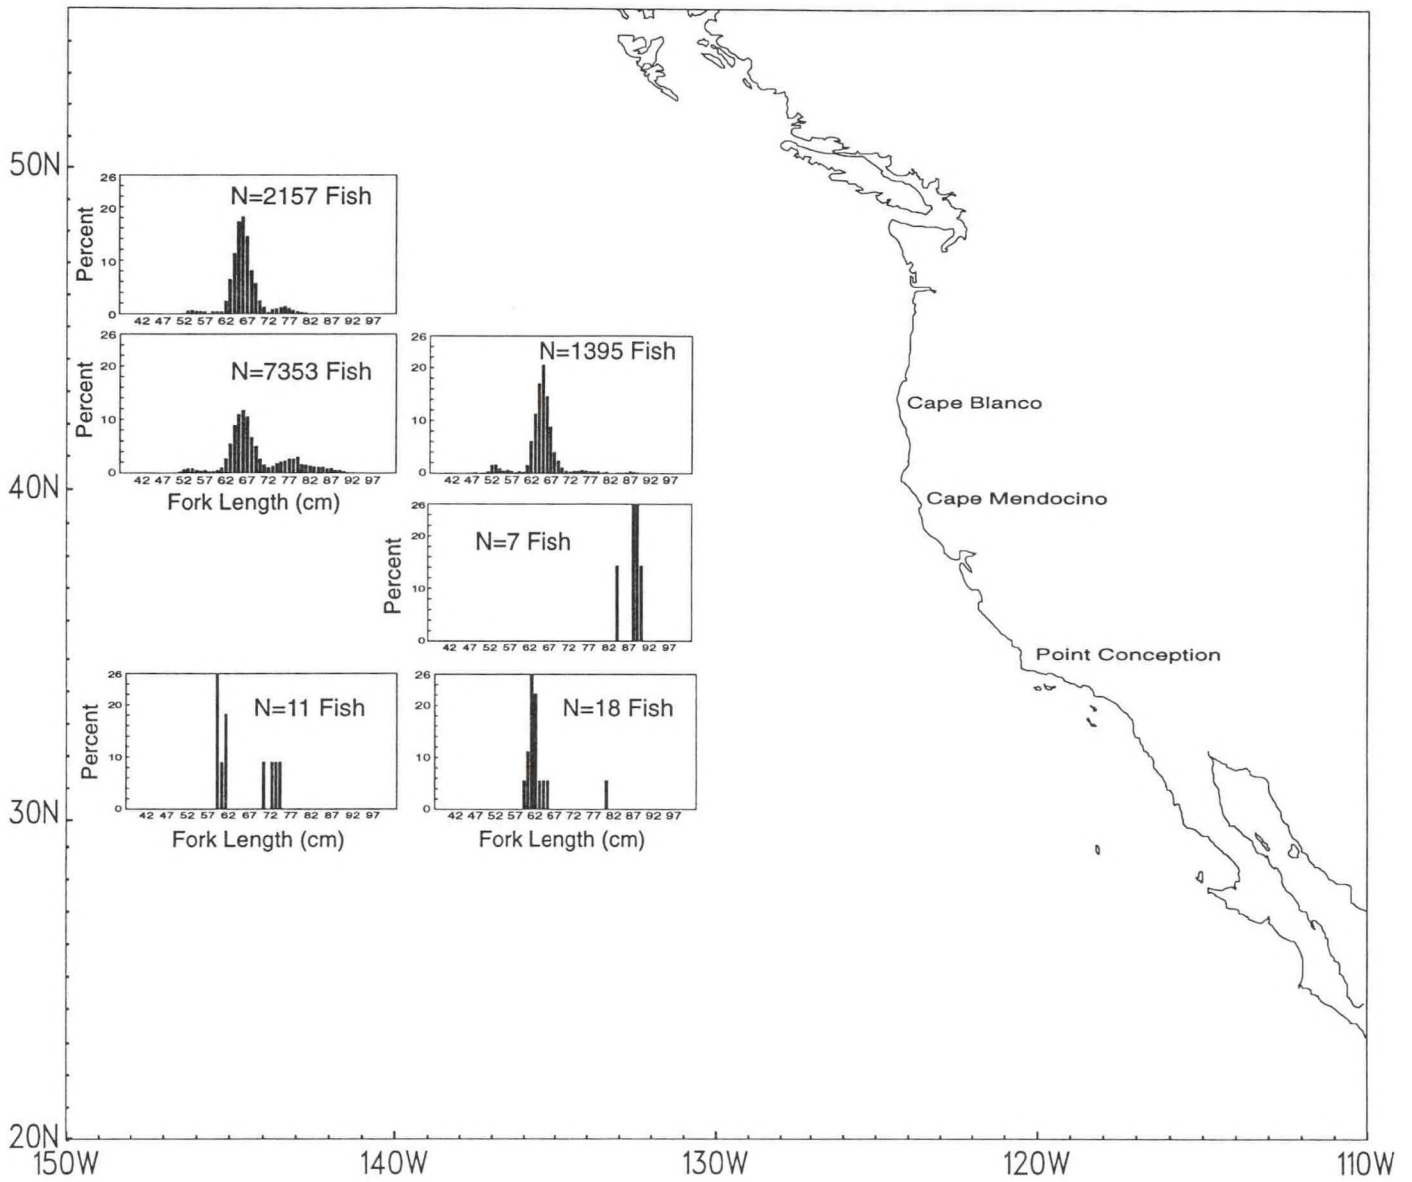 50N
40N
30N
20N
150W 140W 130W 120W 110W
26
20
10
0
Percent
N=2157 Fish
42 47 52 57 62 67 72 77 82 87 92 97
26
20
10
0
Percent
N=7353 Fish
42 47 52 57 62 67 72 77 82 87 92 97
Fork Length (cm)
26
20
10
0
N=1395 Fish
42 47 52 57 62 67 72 77 82 87 92 97
26
20
10
0
Percent
N=7 Fish
42 47 52 57 62 67 72 77 82 87 92 97
26
20
10
0
Percent
N=11 Fish
42 47 52 57 62 67 72 77 82 87 92 97
Fork Length (cm)
26
20
10
0
N=18 Fish
42 47 52 57 62 67 72 77 82 87 92 97
Fork Length (cm)
Cape Blanco
Cape Mendocino
Point Conception